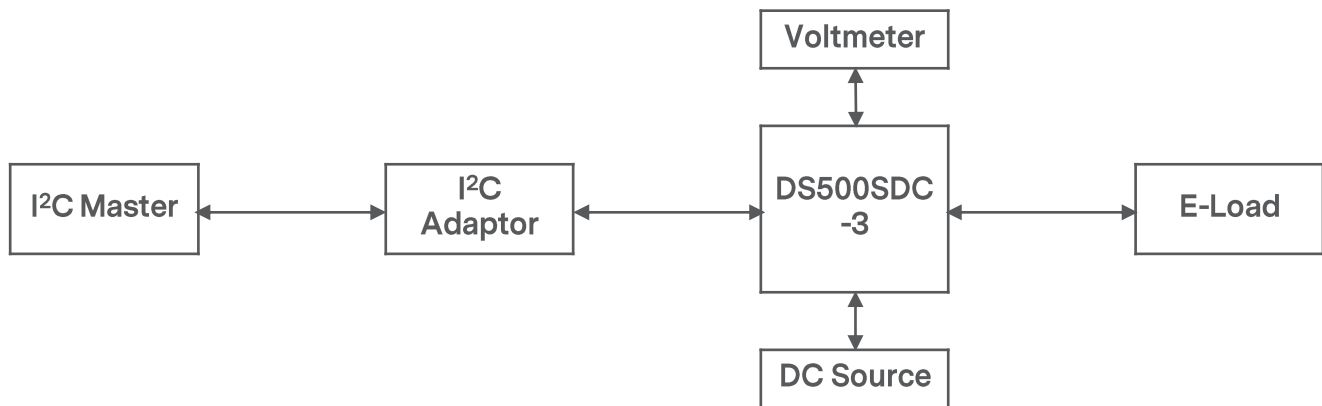 Voltmeter
I²C Master
I²C
Adaptor
DS500SDC
-3
E-Load
DC Source